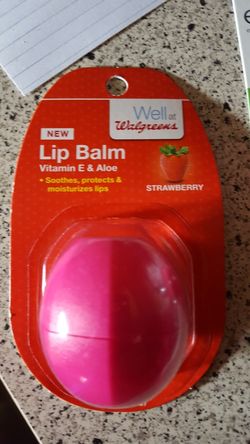 Well at
Walgreens
NEW
Lip Balm
Vitamin E & Aloe
• Soothes, protects &
moisturizes lips
STRAWBERRY